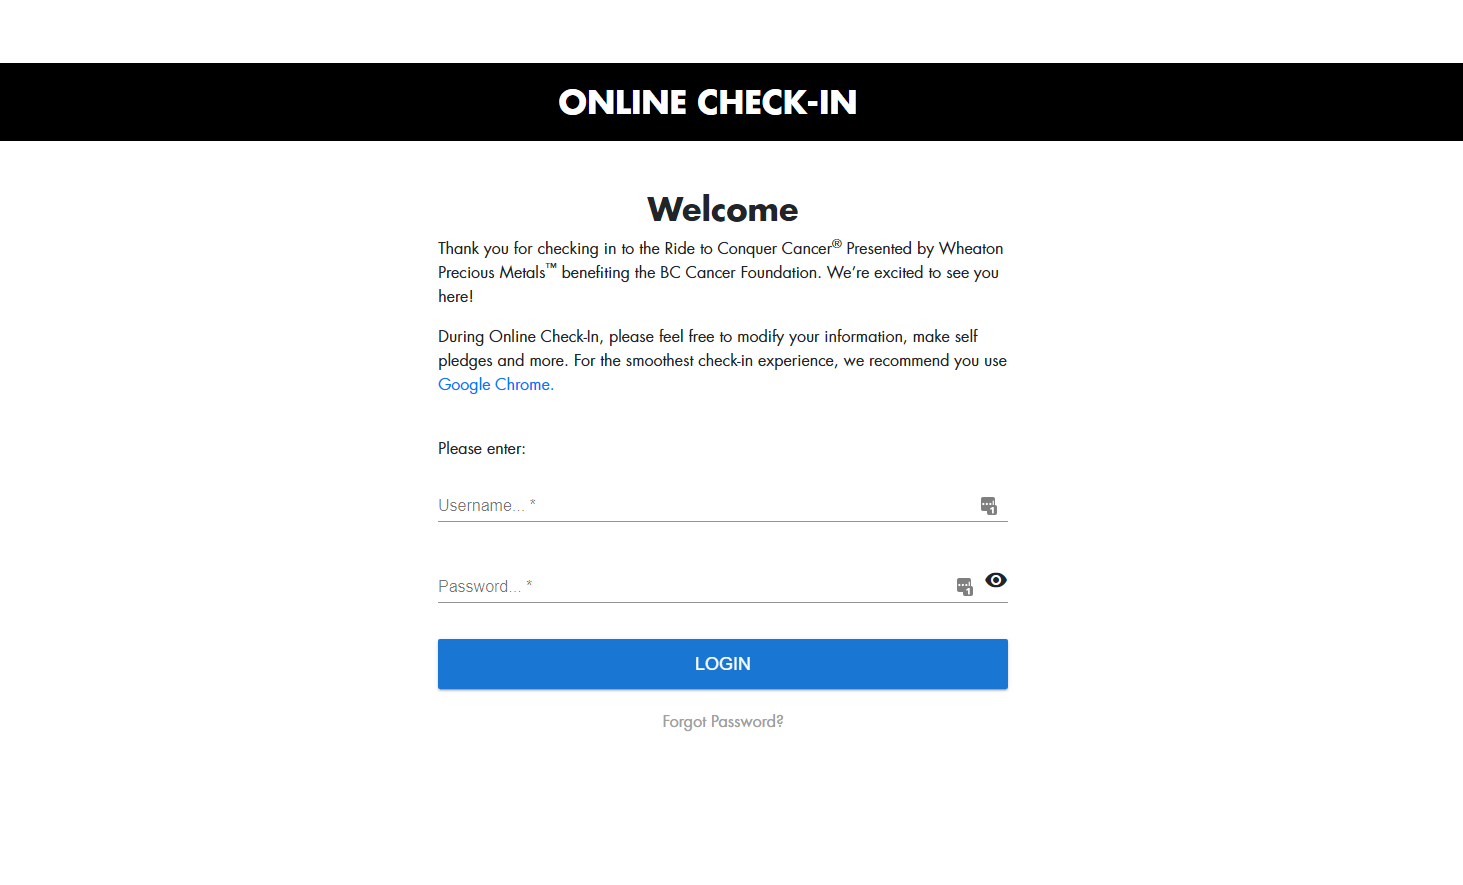 ONLINE CHECK-IN
Welcome
Thank you for checking in to the Ride to Conquer Cancer® Presented by Wheaton
Precious Metals™ benefiting the BC Cancer Foundation. We’re excited to see you
here!
During Online Check-In, please feel free to modify your information, make self
pledges and more. For the smoothest check-in experience, we recommend you use
Google Chrome.
Please enter:
Username... *
1
Password... *
1
LOGIN
Forgot Password?